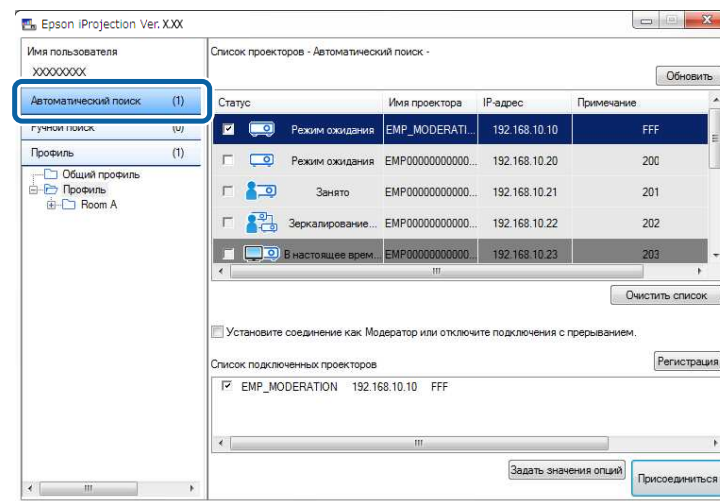 Epson iProjection Ver. X.XX
Имя пользователя
XXXXXXXX
Автоматический поиск (1)
Ручной поиск (0)
Профиль (1)
Общий профиль
Профиль
Room A
Список проекторов - Автоматический поиск -
Обновить
Статус Имя проектора IP-адрес Примечание
Режим ожидания EMP_MODERATI... 192.168.10.10 FFF
Режим ожидания EMP00000000000... 192.168.10.20 200
Занято EMP00000000000... 192.168.10.21 201
Зеркалирование... EMP00000000000... 192.168.10.22 202
В настоящее врем... EMP00000000000... 192.168.10.23 203
Очистить список
Установите соединение как Модератор или отключите подключения с прерыванием.
Список подключенных проекторов
Регистрация
EMP_MODERATION 192.168.10.10 FFF
Задать значения опций
Присоединиться